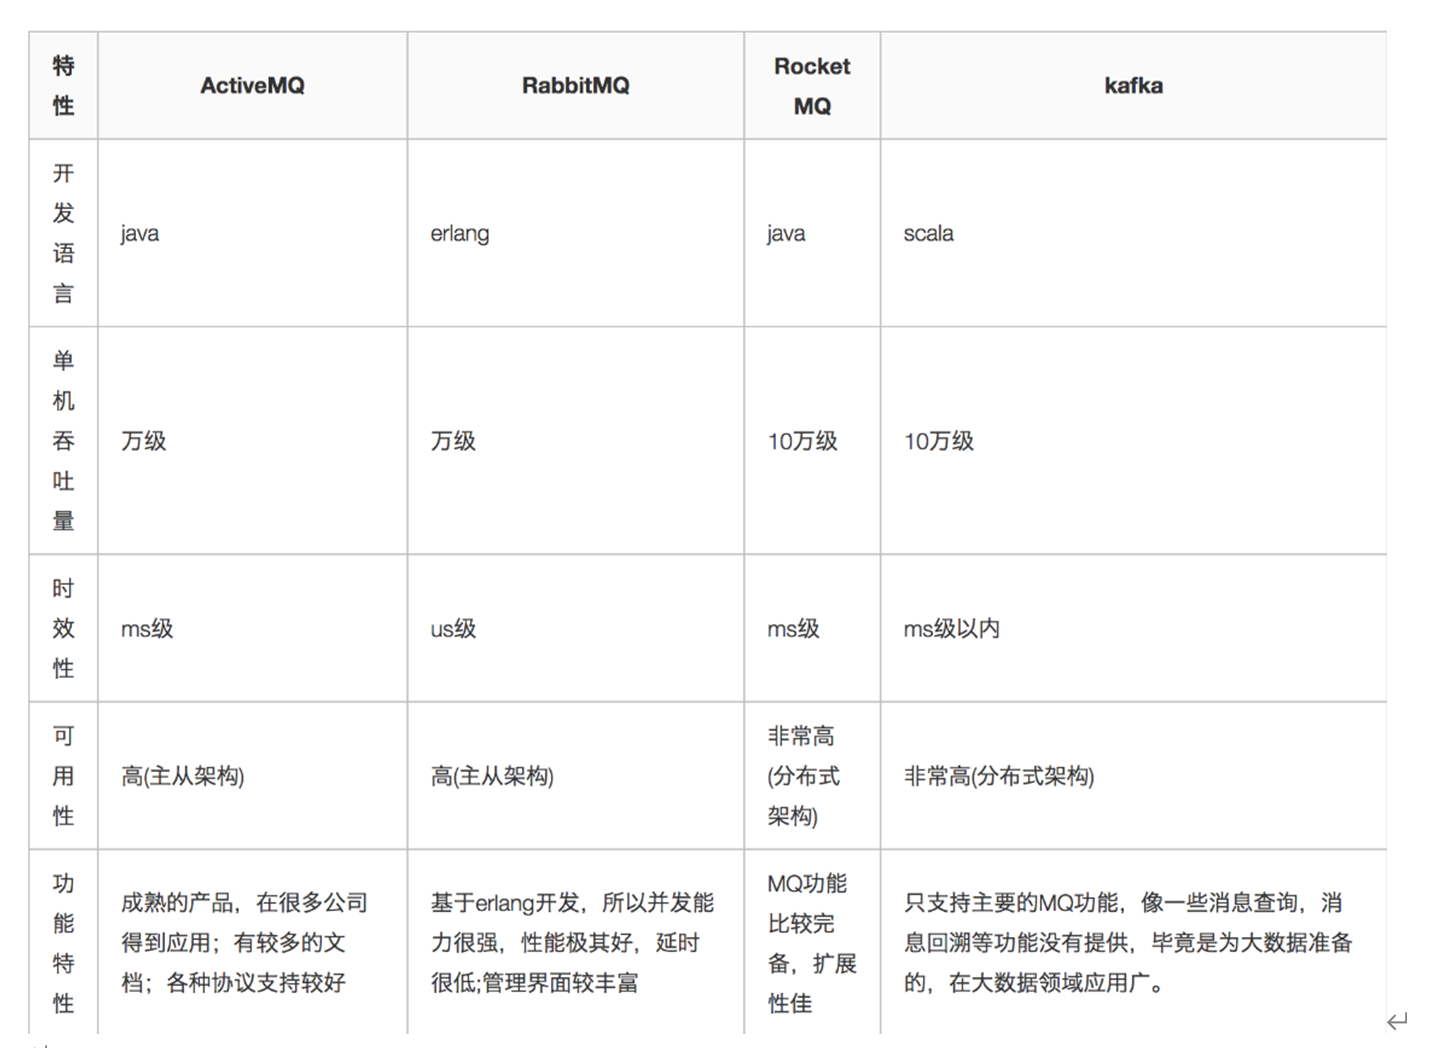 特性
ActiveMQ
RabbitMQ
Rocket
MQ
kafka
开发语言
java
erlang
java
scala
单机吞吐量
万级
万级
10万级
10万级
时效性
ms级
us级
ms级
ms级以内
可用性
高(主从架构)
高(主从架构)
非常高
(分布式
架构)
非常高(分布式架构)
功能特性
成熟的产品，在很多公司
得到应用；有较多的文
档；各种协议支持较好
基于erlang开发，所以并发能
力很强，性能极其好，延时
很低;管理界面较丰富
MQ功能
比较完
备，扩展
性佳
只支持主要的MQ功能，像一些消息查询，消
息回溯等功能没有提供，毕竟是为大数据准备
的，在大数据领域应用广。